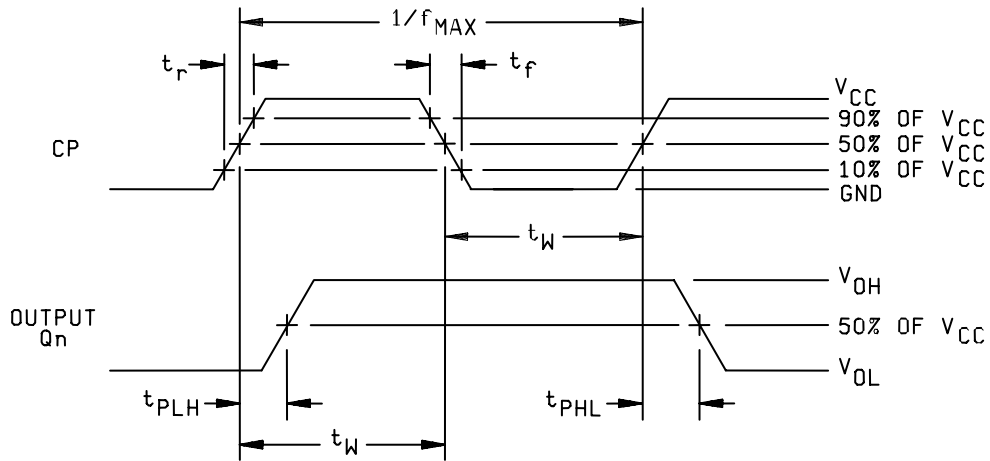 1/fMAX
tr
tf
VCC
90% OF VCC
CP
50% OF VCC
10% OF VCC
GND
tW
VOH
OUTPUT
Qn
50% OF VCC
VOL
tPLH
tPHL
tW